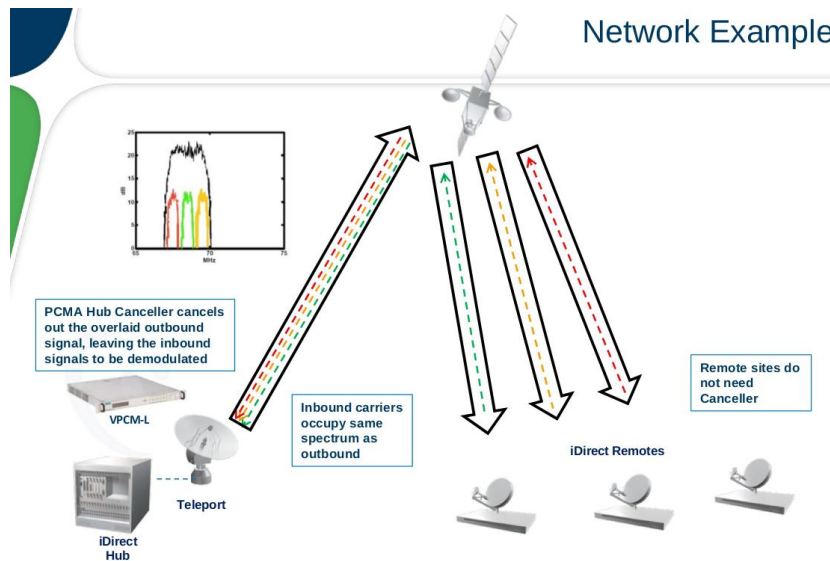 Network Example
25
20
15
10
5
0
dB
65
70
75
MHz
PCMA Hub Canceller cancels
out the overlaid outbound
signal, leaving the inbound
signals to be demodulated
VPCM-L
Inbound carriers
occupy same
spectrum as
outbound
Remote sites do
not need
Canceller
iDirect Remotes
Teleport
iDirect
Hub